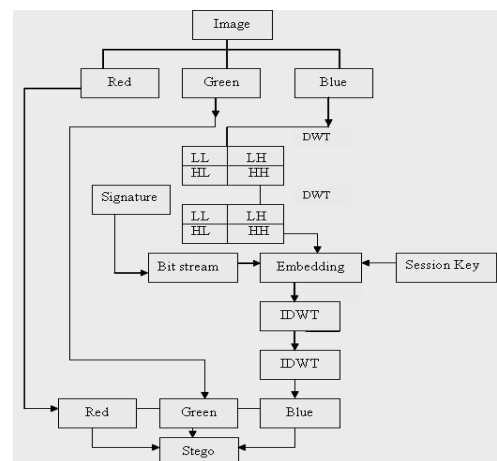 Image
Red Green Blue
DWT
LL LH
HL HH
DWT
Signature
LL LH
HL HH
Bit stream Embedding Session Key
IDWT
IDWT
Red Green Blue
Stego